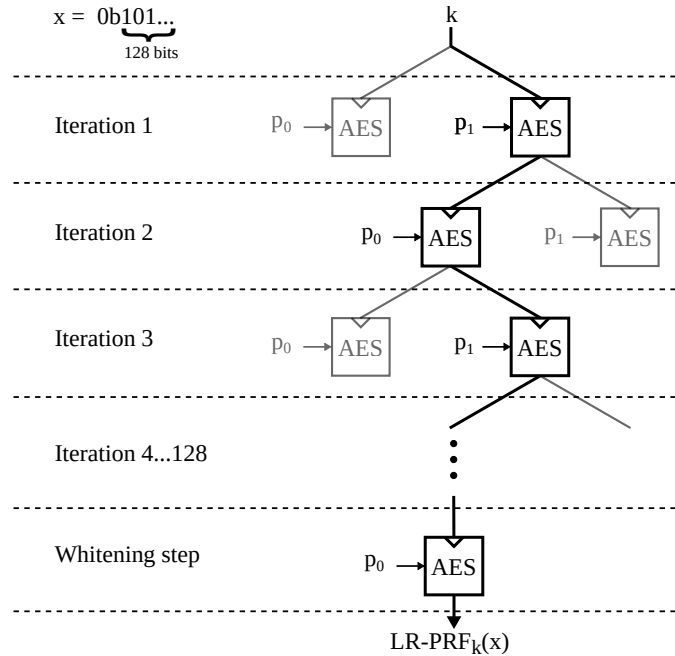 x = 0b101...
128 bits
k
Iteration 1
p₀ AES p₁ AES
Iteration 2
p₀ AES p₁ AES
Iteration 3
p₀ AES p₁ AES
Iteration 4...128
Whitening step
p₀ AES
LR-PRFₖ(x)